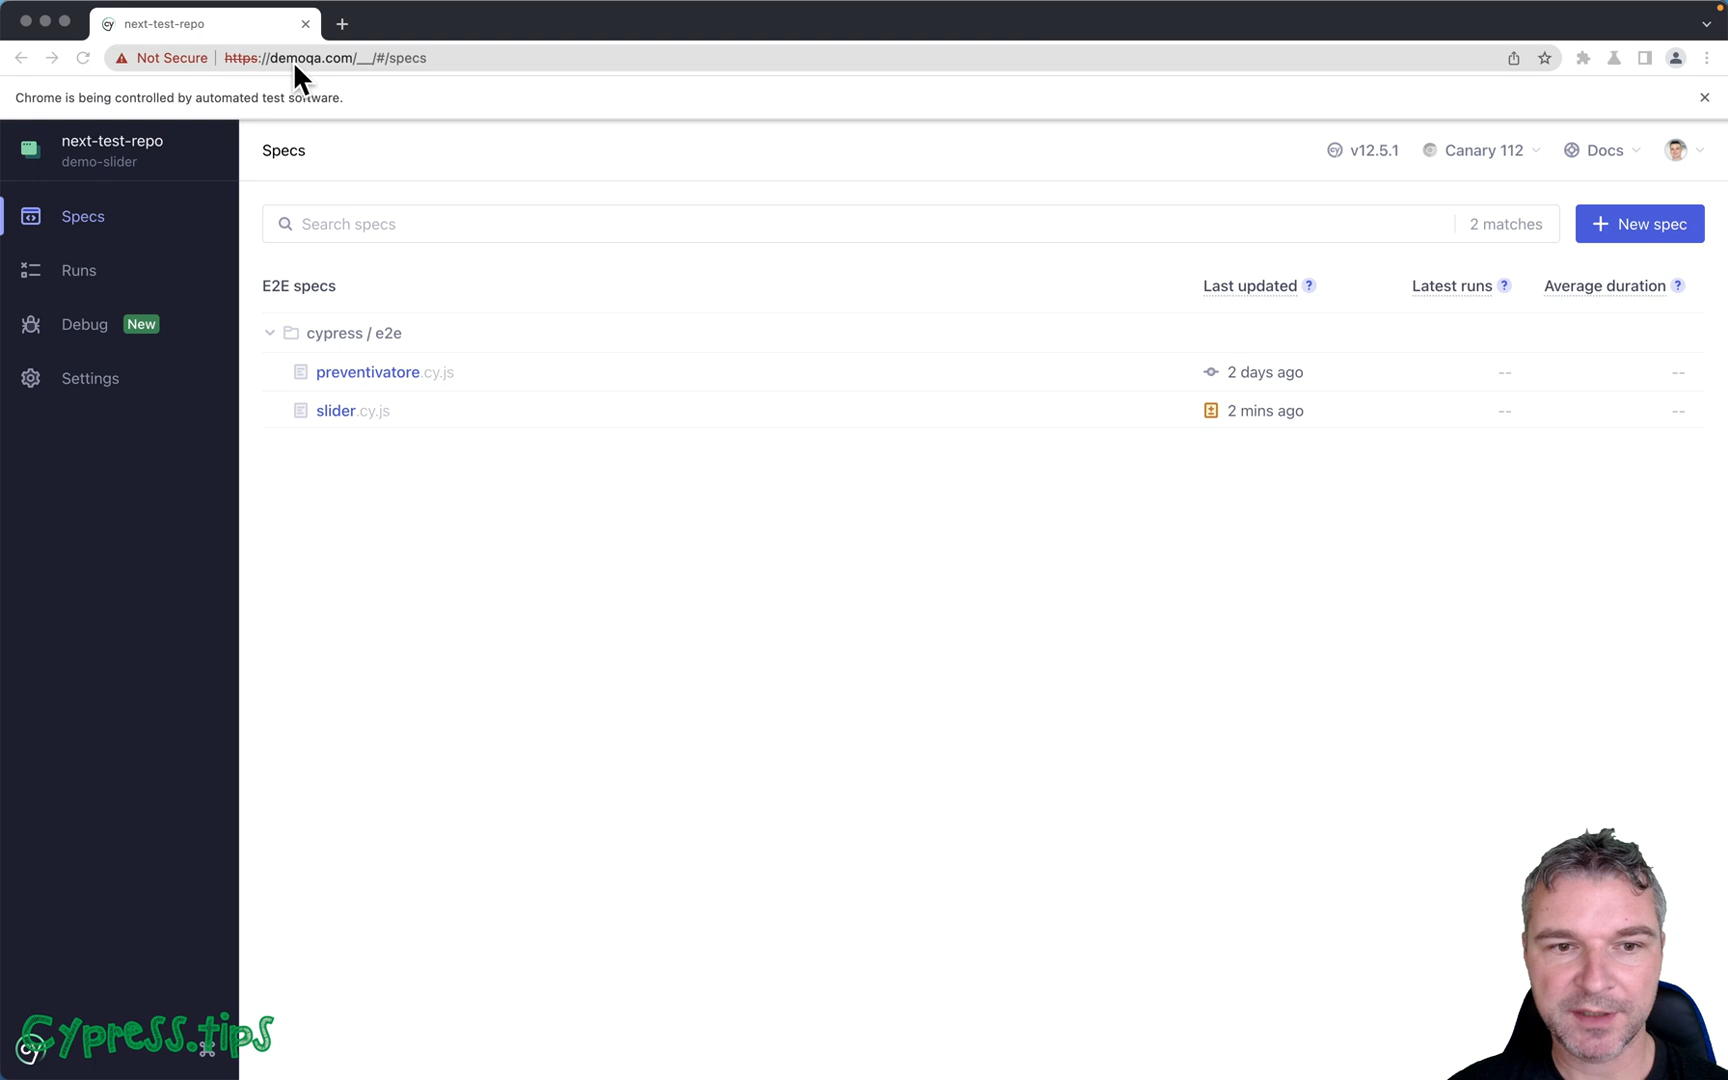 next-test-repo
Not Secure
https://demoqa.com/__/#/specs
Chrome is being controlled by automated test software.
next-test-repo
demo-slider
Specs
v12.5.1
Canary 112
Docs
Specs
Runs
Debug New
Settings
Search specs
2 matches
New spec
E2E specs
Last updated ?
Latest runs ?
Average duration ?
cypress / e2e
preventivatore.cy.js
2 days ago
--
--
slider.cy.js
2 mins ago
--
--
Cypress.tips
cy